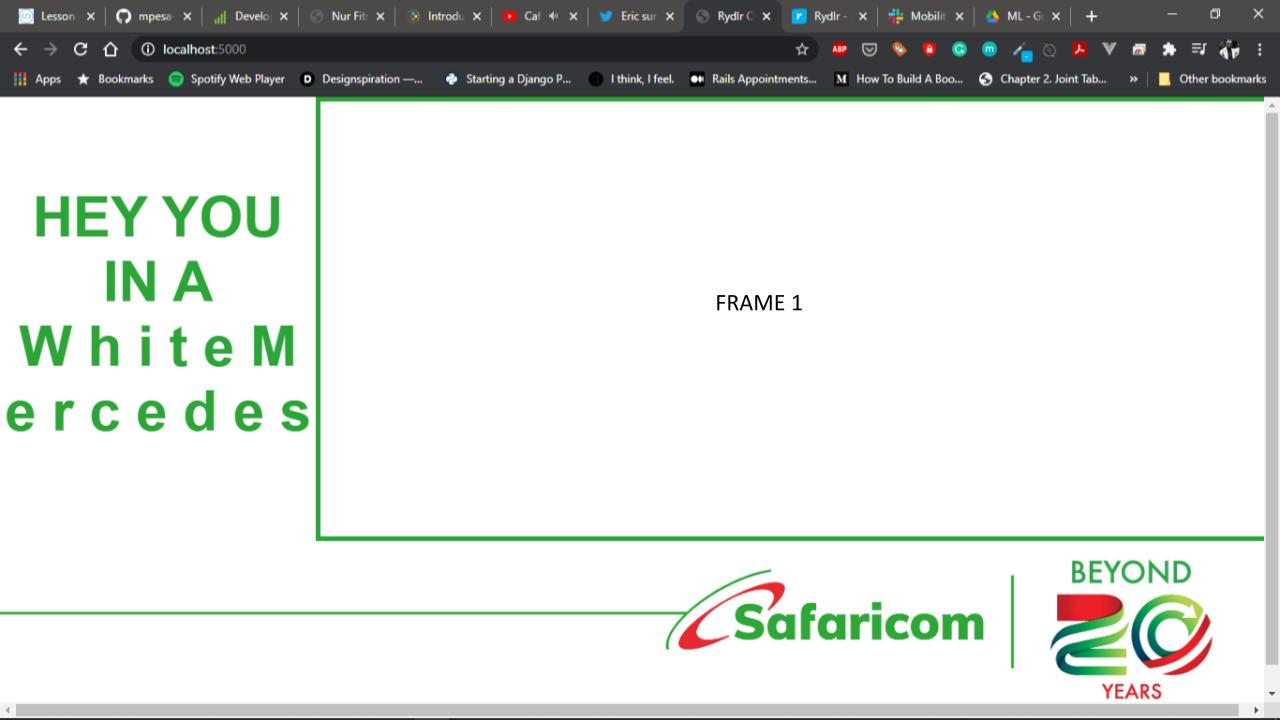 Lesson
mpesa-
Develo
Nur Fit
Introdu
Eric sur
Rydlr C
Rydlr -
Mobilit
ML - G
localhost:5000
ABP
Apps
Bookmarks
Spotify Web Player
Designspiration —...
Starting a Django P...
I think, I feel.
Rails Appointments...
How To Build A Boo...
Chapter 2. Joint Tab...
»
Other bookmarks
HEY YOU
IN A
W h i t e M
e r c e d e s
FRAME 1
Safaricom
BEYOND
20
YEARS